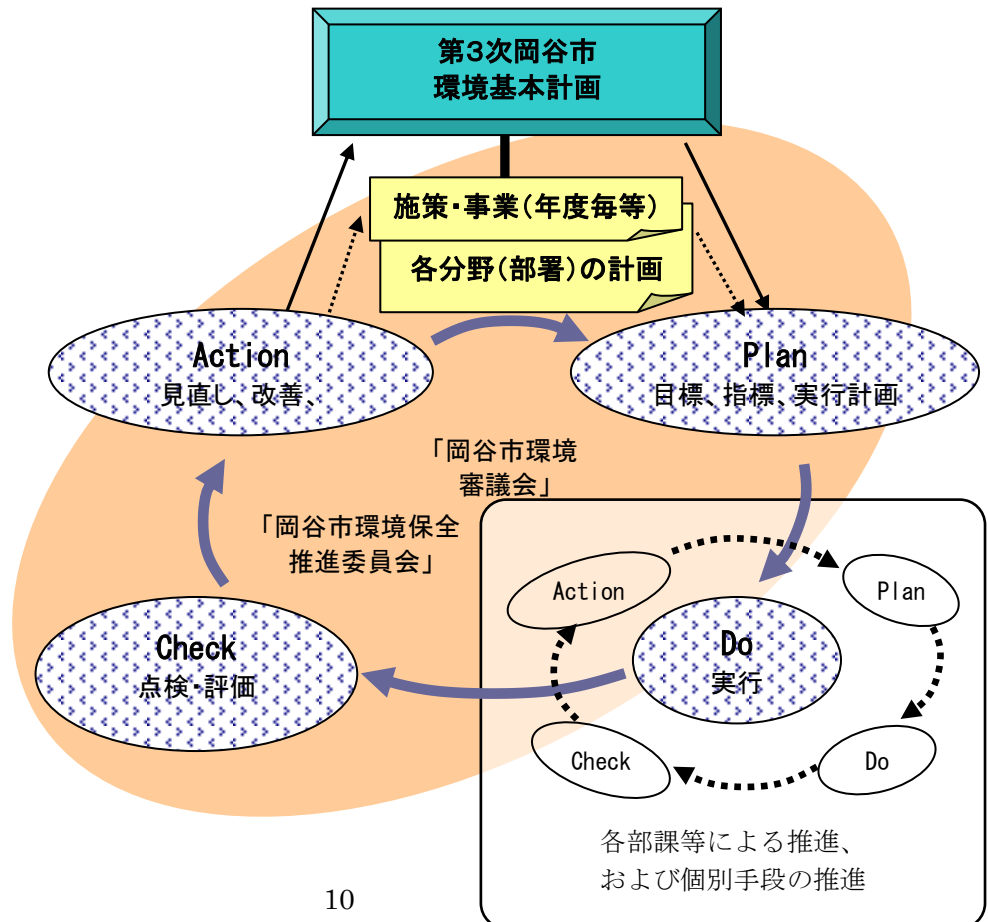 第3次岡谷市
環境基本計画
施策・事業(年度毎等)
各分野(部署)の計画
Action
見直し、改善、
Plan
目標、指標、実行計画
「岡谷市環境
審議会」
「岡谷市環境保全
推進委員会」
Check
点検・評価
Do
実行
Action
Plan
Check
Do
各部課等による推進、
および個別手段の推進
10